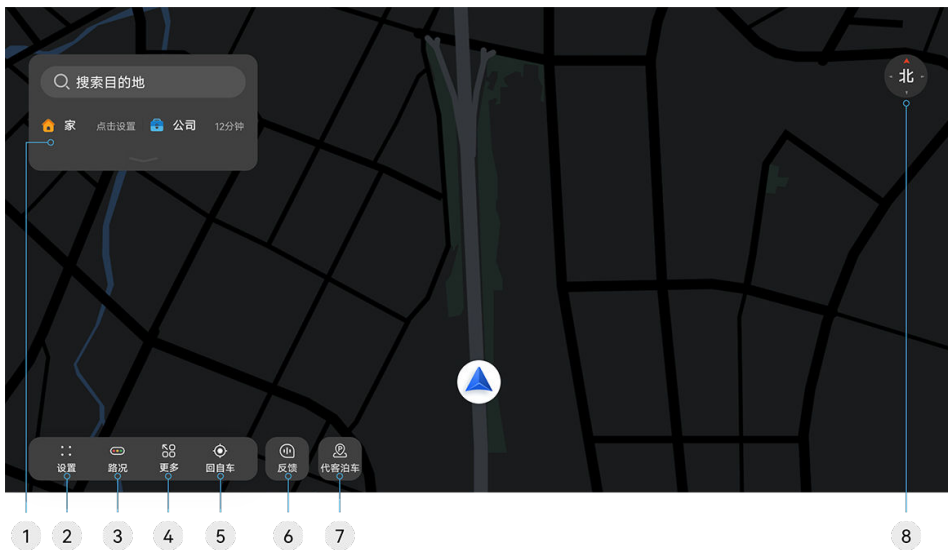 搜索目的地
家 点击设置 公司 12分钟
北
设置 路况 更多 回自车 反馈 代客泊车
1 2 3 4 5 6 7 8